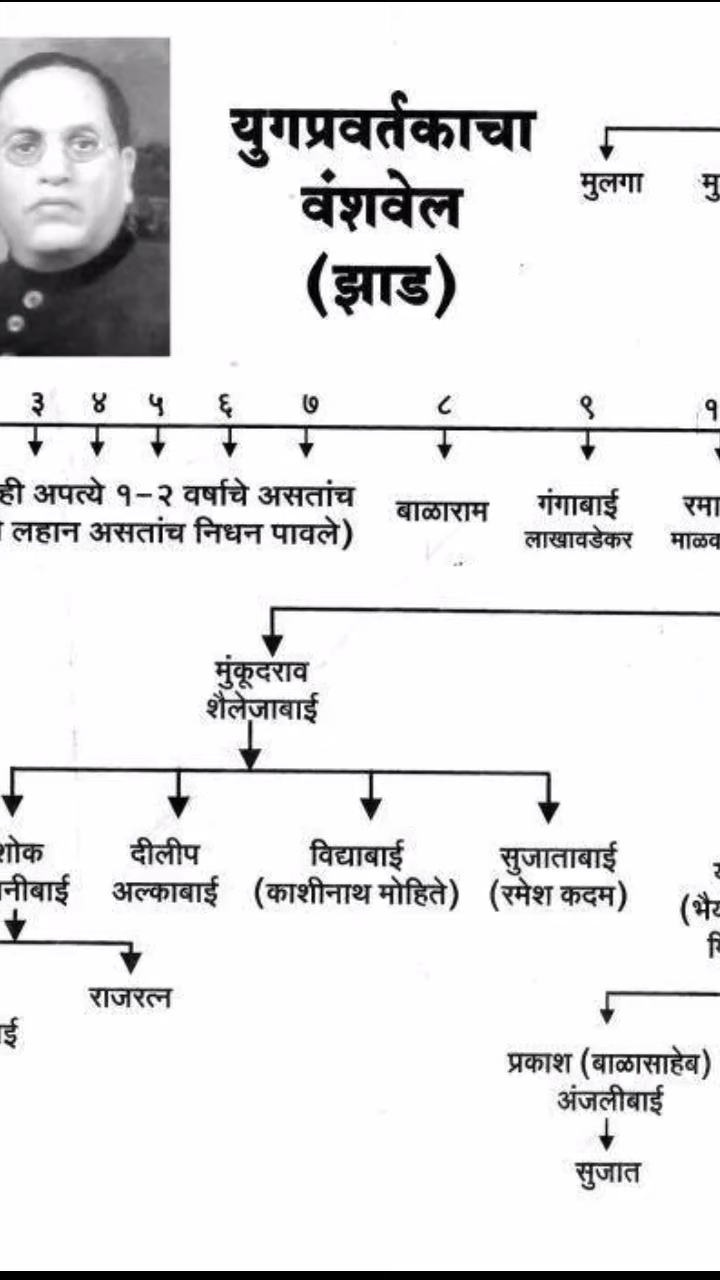 युगप्रवर्तकाचा
वंशवेल
(झाड)
मुलगा
३ ४ ५ ६ ७ ८ ९
ही अपत्ये १-२ वर्षाचे असतांच
लहान असतांच निधन पावले)
बाळाराम
गंगाबाई
लाखावडेकर
मुंकूदराव
शैलेजाबाई
दीलीप
अल्काबाई
विद्याबाई
(काशीनाथ मोहिते)
सुजाताबाई
(रमेश कदम)
राजरत्न
प्रकाश (बाळासाहेब)
अंजलीबाई
सुजात